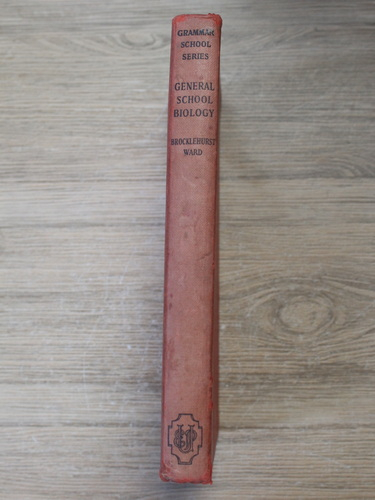 GRAMMAR
SCHOOL
SERIES
GENERAL
SCHOOL
BIOLOGY
BROCKLEHURST
WARD